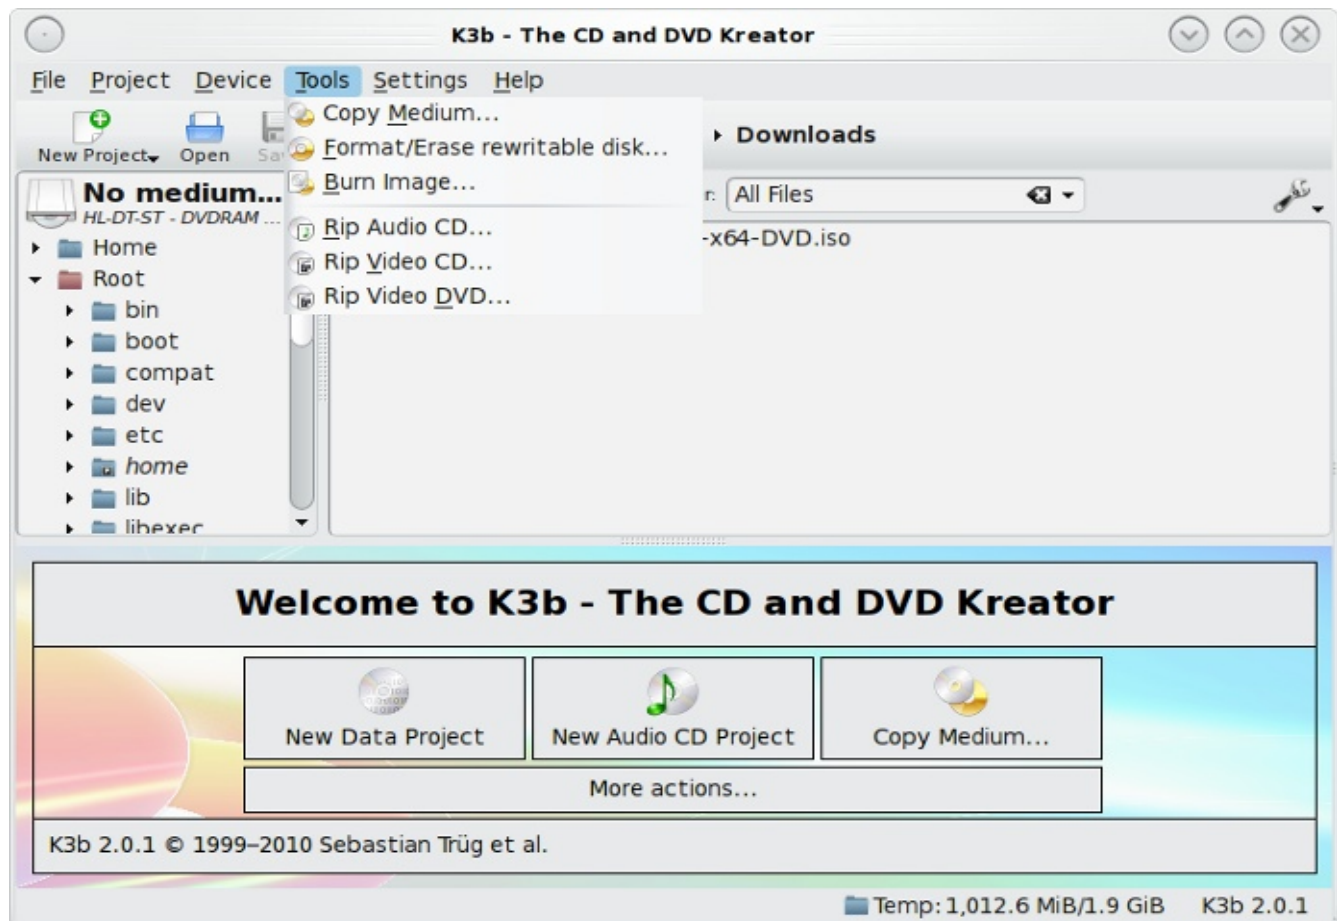 K3b - The CD and DVD Kreator
File Project Device Tools Settings Help
New Project Open
Copy Medium...
Format/Erase rewritable disk...
Burn Image...
Rip Audio CD...
Rip Video CD...
Rip Video DVD...
Downloads
All Files
-x64-DVD.iso
No medium...
HL-DT-ST - DVDRAM ...
Home
Root
bin
boot
compat
dev
etc
home
lib
libexec
Welcome to K3b - The CD and DVD Kreator
New Data Project New Audio CD Project Copy Medium...
More actions...
K3b 2.0.1 © 1999–2010 Sebastian Trüg et al.
Temp: 1,012.6 MiB/1.9 GiB K3b 2.0.1